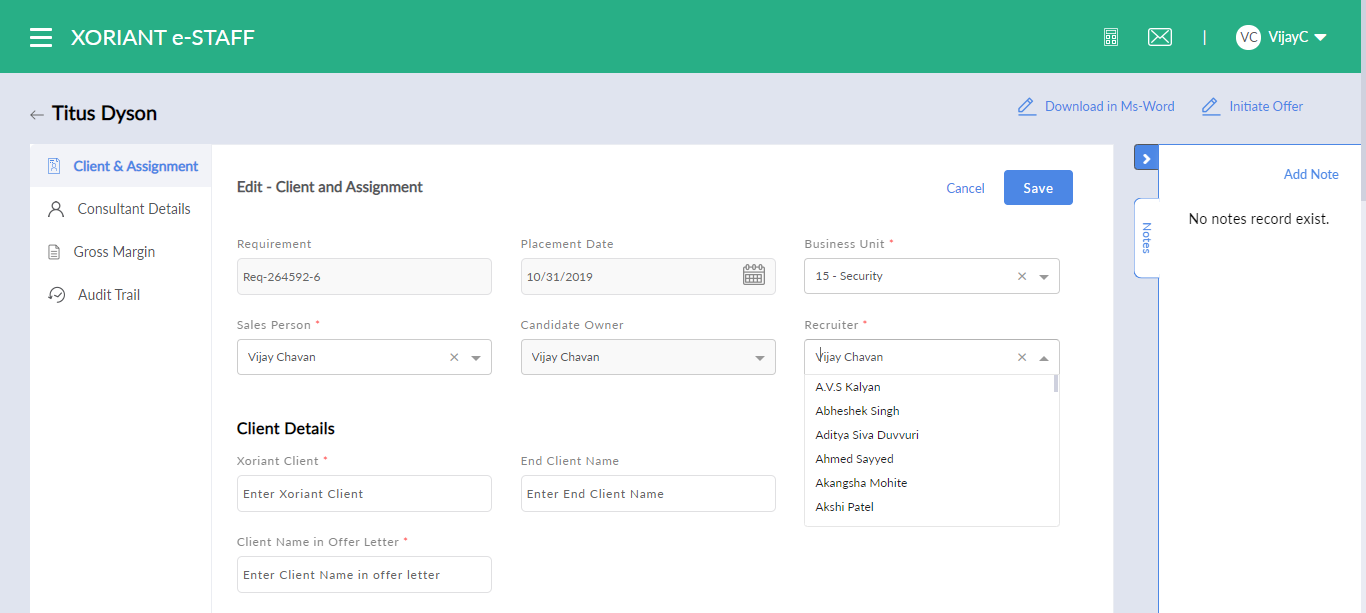 XORIANT e-STAFF
|
VC VijayC
Titus Dyson
Download in Ms-Word
Initiate Offer
Client & Assignment
Consultant Details
Gross Margin
Audit Trail
Edit - Client and Assignment
Cancel
Save
Requirement
Req-264592-6
Placement Date
10/31/2019
Business Unit *
15 - Security
Sales Person *
Vijay Chavan
Candidate Owner
Vijay Chavan
Recruiter *
Vijay Chavan
A.V.S Kalyan
Abheshek Singh
Aditya Siva Duvvuri
Ahmed Sayyed
Akangsha Mohite
Akshi Patel
Client Details
Xoriant Client *
Enter Xoriant Client
End Client Name
Enter End Client Name
Client Name in Offer Letter *
Enter Client Name in offer letter
Notes
Add Note
No notes record exist.